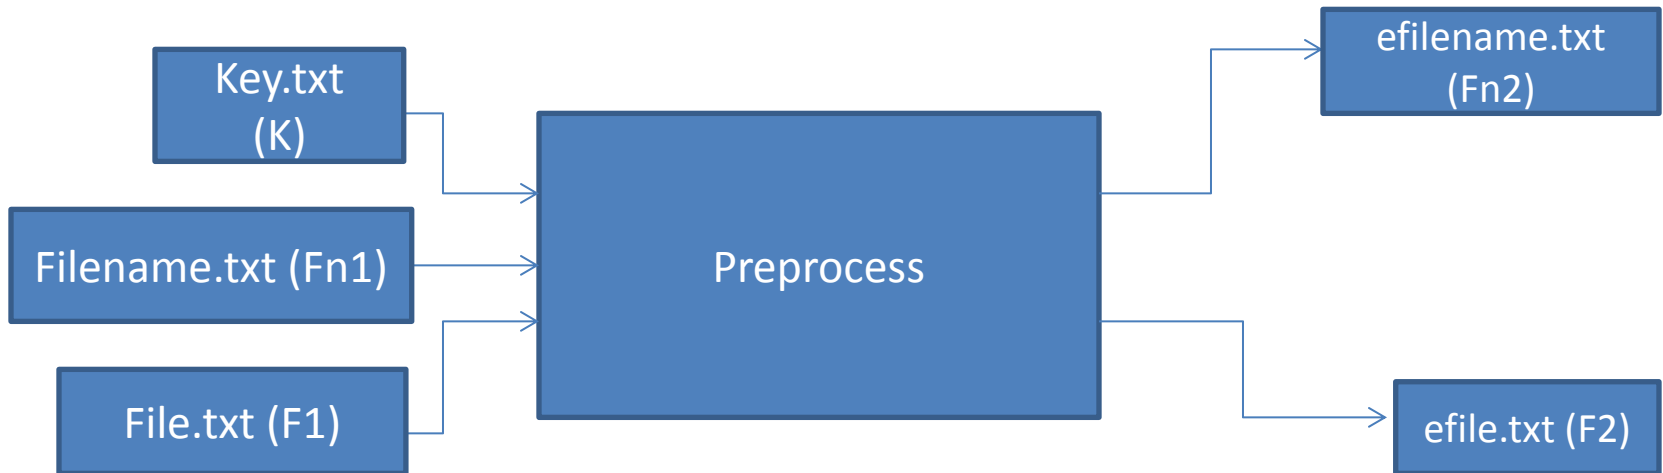 Key.txt
(K)
Filename.txt (Fn1)
File.txt (F1)
Preprocess
efilename.txt
(Fn2)
efile.txt (F2)